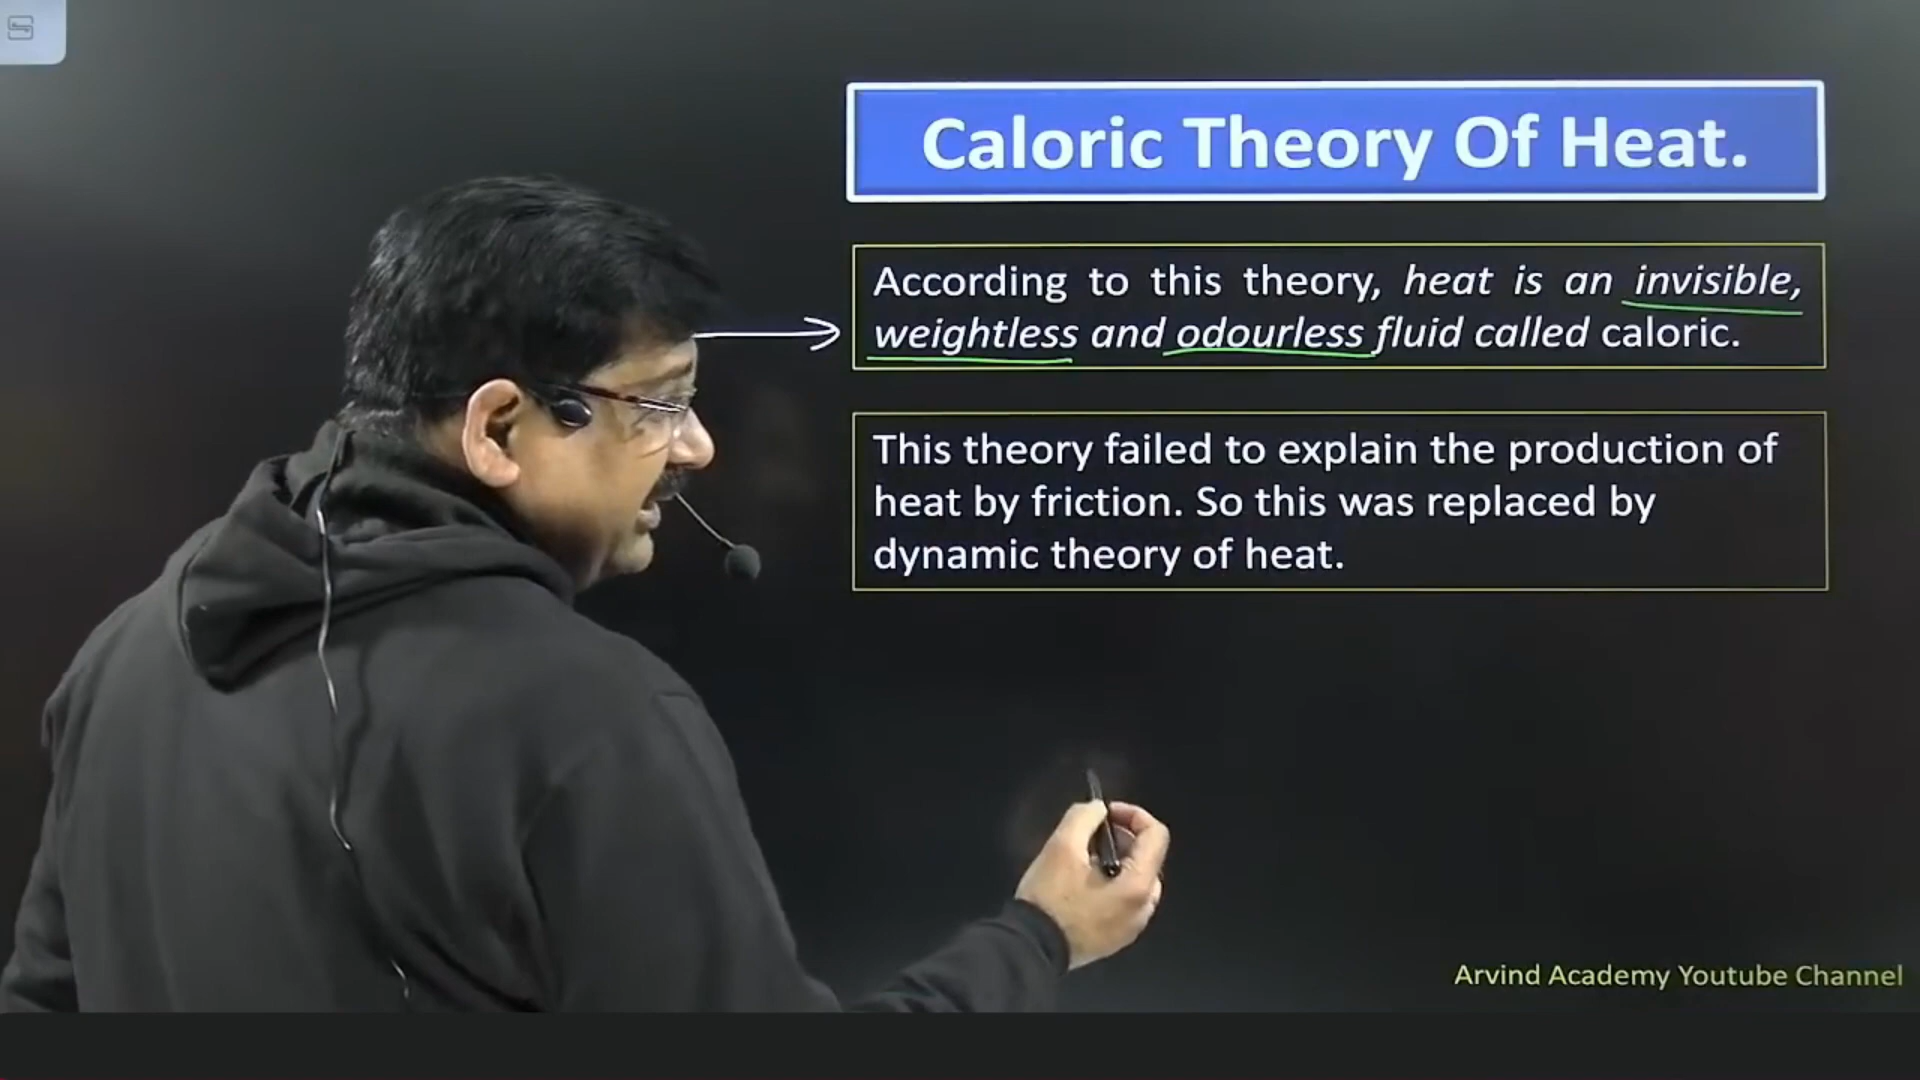 Caloric Theory Of Heat.
According to this theory, heat is an invisible,
weightless and odourless fluid called caloric.
This theory failed to explain the production of
heat by friction. So this was replaced by
dynamic theory of heat.
Arvind Academy Youtube Channel